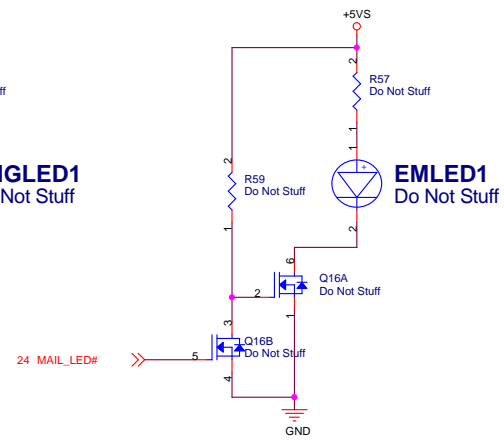 +5VS
2
R57
Do Not Stuff
ff
1
1
NGLED1
Not Stuff
2
R59
Do Not Stuff
1
EMLED1
Do Not Stuff
2
6
Q16A
Do Not Stuff
2
1
3
Q16B
Do Not Stuff
24 MAIL_LED#
5
4
GND